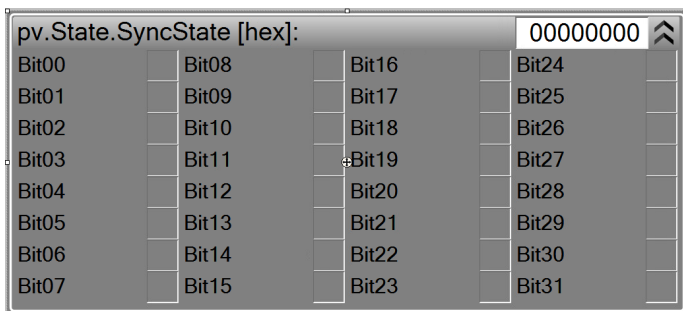 pv.State.SyncState [hex]: 00000000
Bit00 Bit08 Bit16 Bit24
Bit01 Bit09 Bit17 Bit25
Bit02 Bit10 Bit18 Bit26
Bit03 Bit11 Bit19 Bit27
Bit04 Bit12 Bit20 Bit28
Bit05 Bit13 Bit21 Bit29
Bit06 Bit14 Bit22 Bit30
Bit07 Bit15 Bit23 Bit31